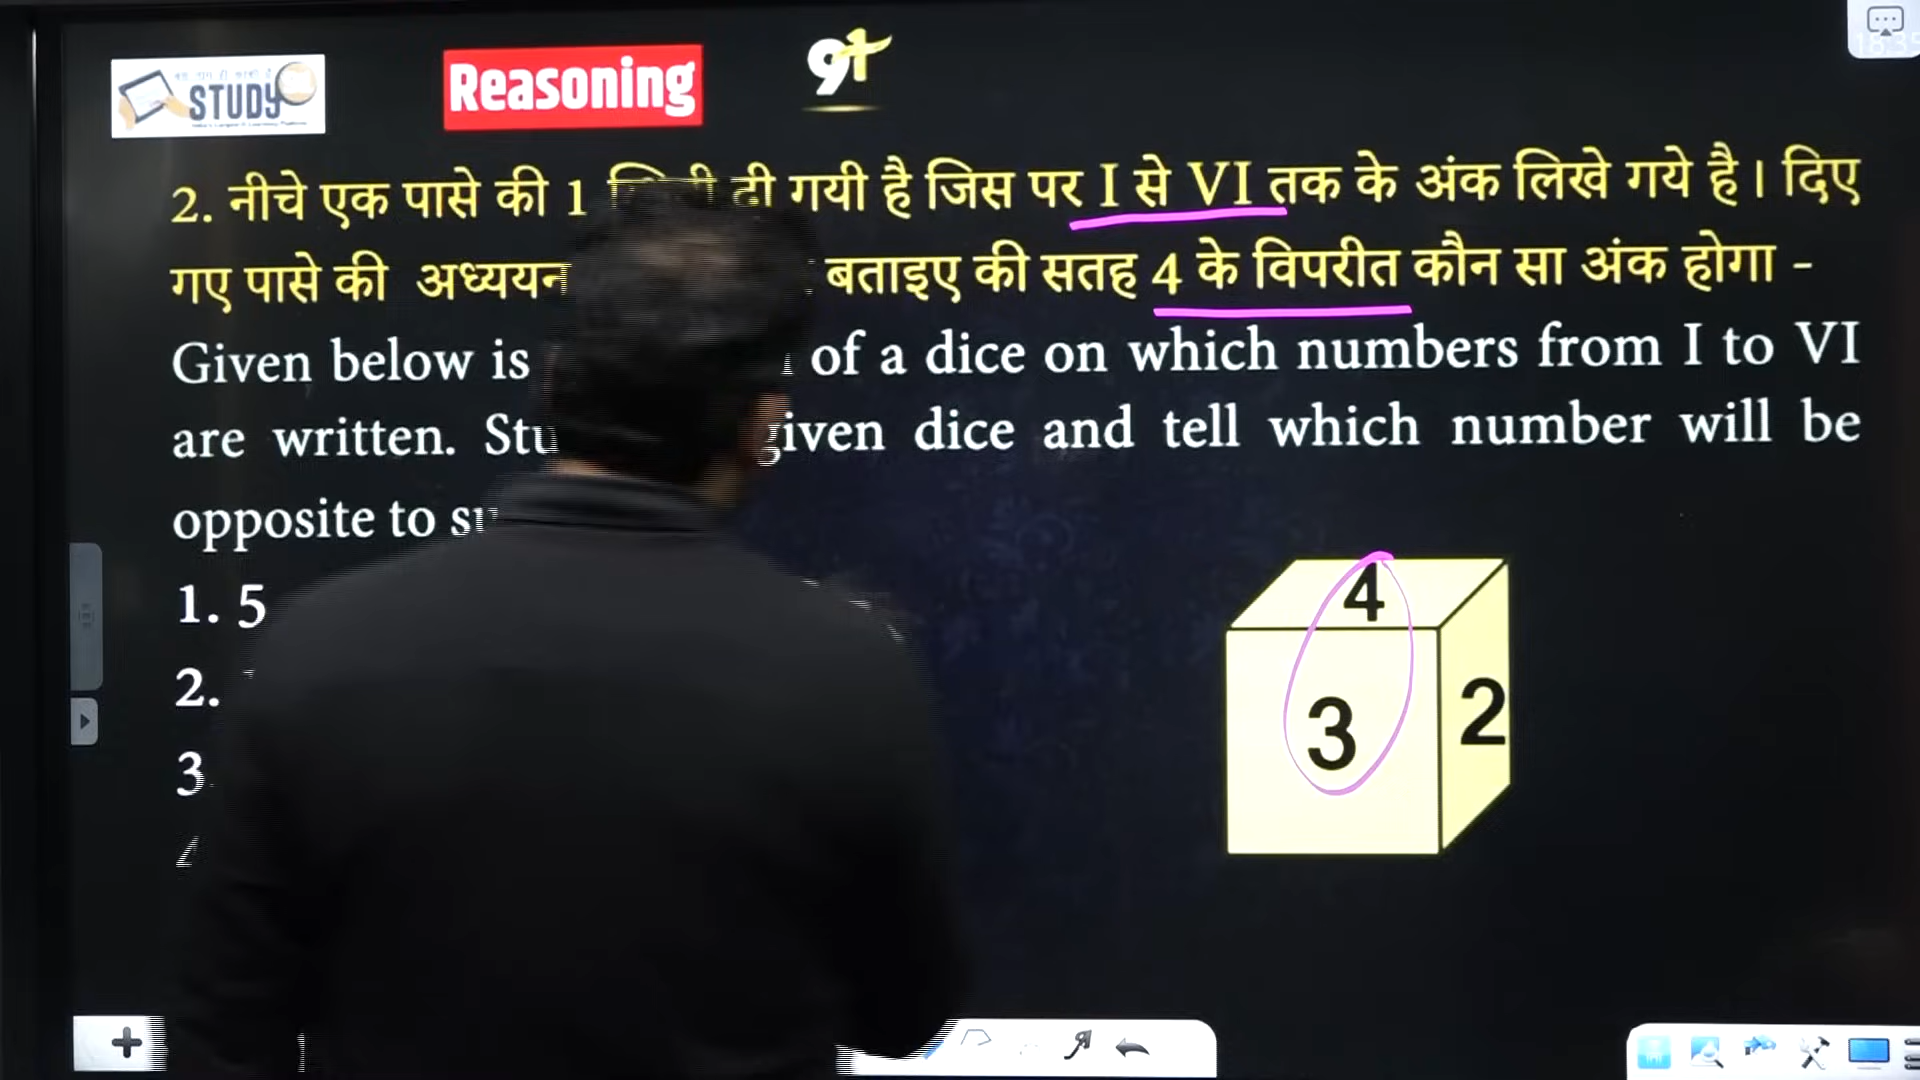 STUDY
Reasoning
91
2. नीचे एक पासे की 1 दी गयी है जिस पर I से VI तक के अंक लिखे गये है। दिए
गए पासे की अध्ययन बताइए की सतह 4 के विपरीत कौन सा अंक होगा -
Given below is of a dice on which numbers from I to VI
are written. given dice and tell which number will be
opposite to
1. 5
2.
3
4
3
2